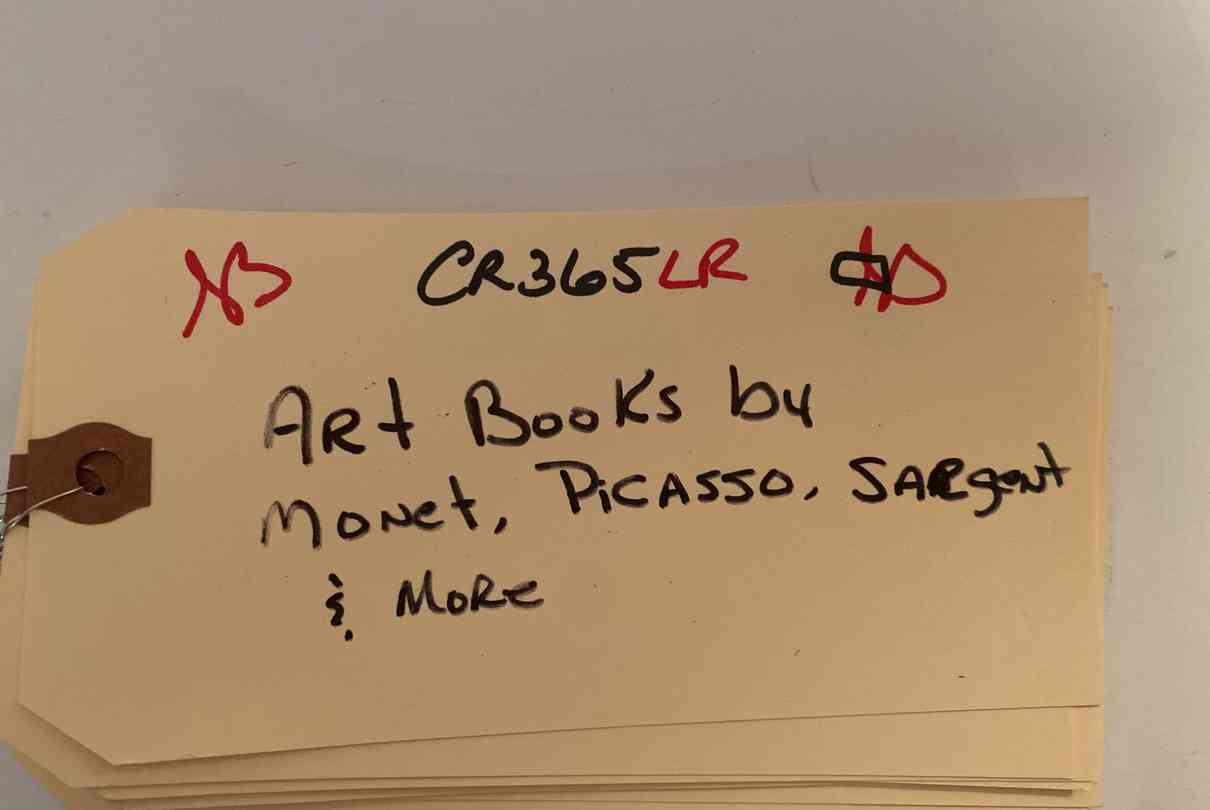 CR365LR
Art Books by
Monet, Picasso, Sargent
& More